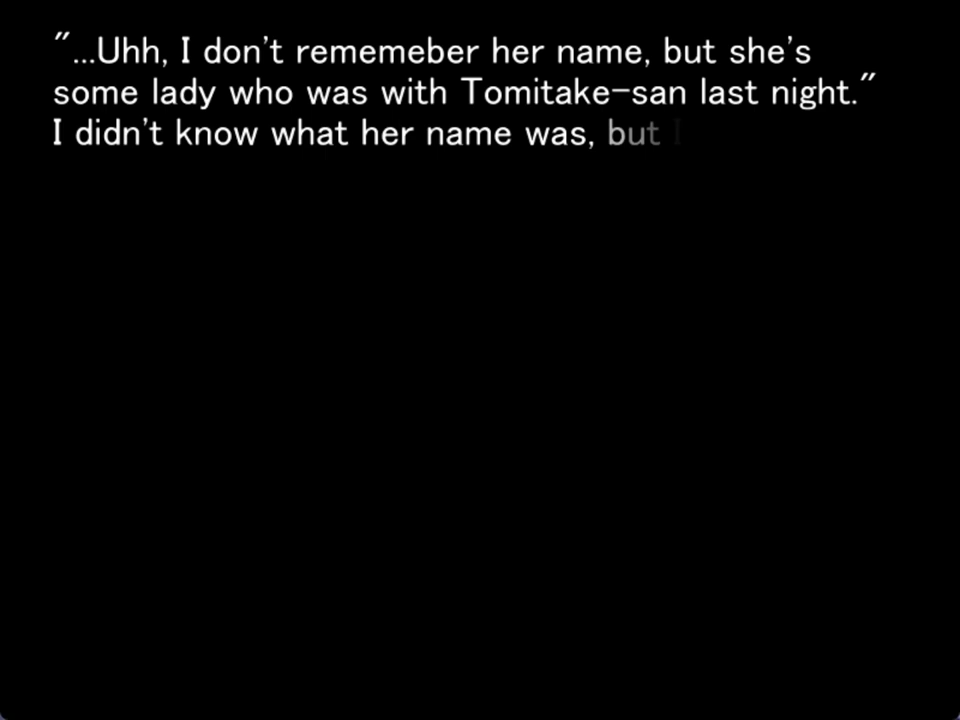 "...Uhh, I don't rememeber her name, but she's
some lady who was with Tomitake-san last night."
I didn't know what her name was, but I